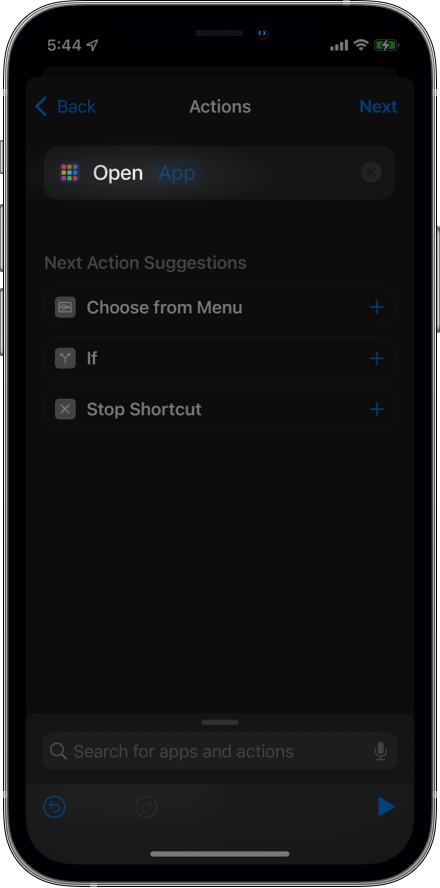 5:44
Back
Actions
Next
Open App
Next Action Suggestions
Choose from Menu
If
Stop Shortcut
Search for apps and actions